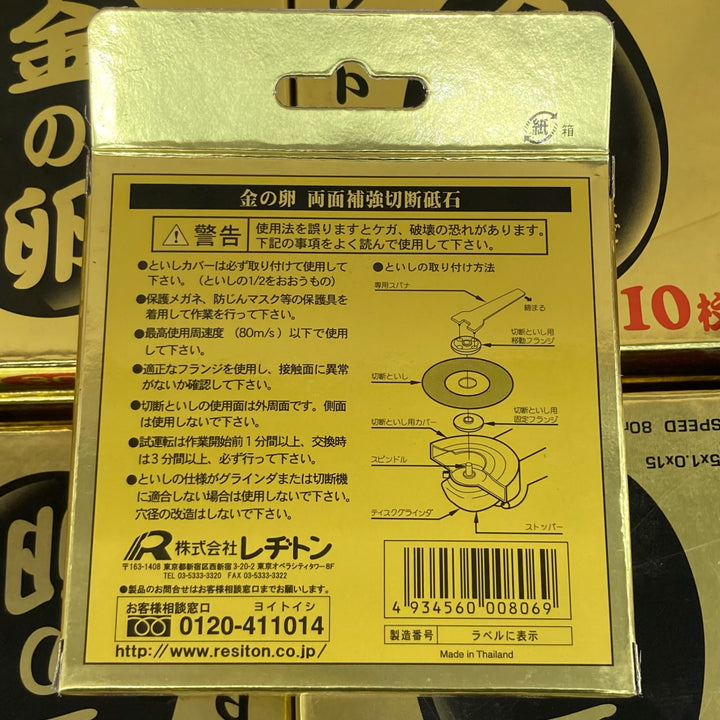 金の卵
10枚
紙
箱
金の卵 両面補強切断砥石
警告
使用法を誤りますとケガ、破壊の恐れがあります。
下記の事項をよく読んで使用して下さい。
●といしカバーは必ず取り付けて使用して
下さい。（といしの1/2をおおうもの）
●保護メガネ、防じんマスク等の保護具を
着用して作業を行って下さい。
●最高使用周速度 （80m/s）以下で使用
して下さい。
●適正なフランジを使用し、接触面に異常
がないか確認して下さい。
●切断といしの使用面は外周面です。側面
は使用しないで下さい。
●試運転は作業開始前1分間以上、交換時
は3分間以上、必ず行って下さい。
●といしの仕様がグラインダまたは切断機
に適合しない場合は使用しないで下さい。
穴径の改造はしないで下さい。
●といしの取り付け方法
専用スパナ
締まる
切断といし用
移動フランジ
切断といし
切断といし用
固定フランジ
切断といし用カバー
スピンドル
ディスクグラインダ
ストッパー
株式会社レヂトン
〒163-1408 東京都新宿区西新宿3-20-2 東京オペラシティタワー8F
TEL 03-5333-3320 FAX 03-5333-3322
●製品のお問合せはお客様相談窓口までお願いします。
お客様相談窓口 ヨイトイシ
0120-411014
http://www.resiton.co.jp/
4 934560 008069
製造番号 ラベルに表示
Made in Thailand
SPEED 80m
5x1.0x15